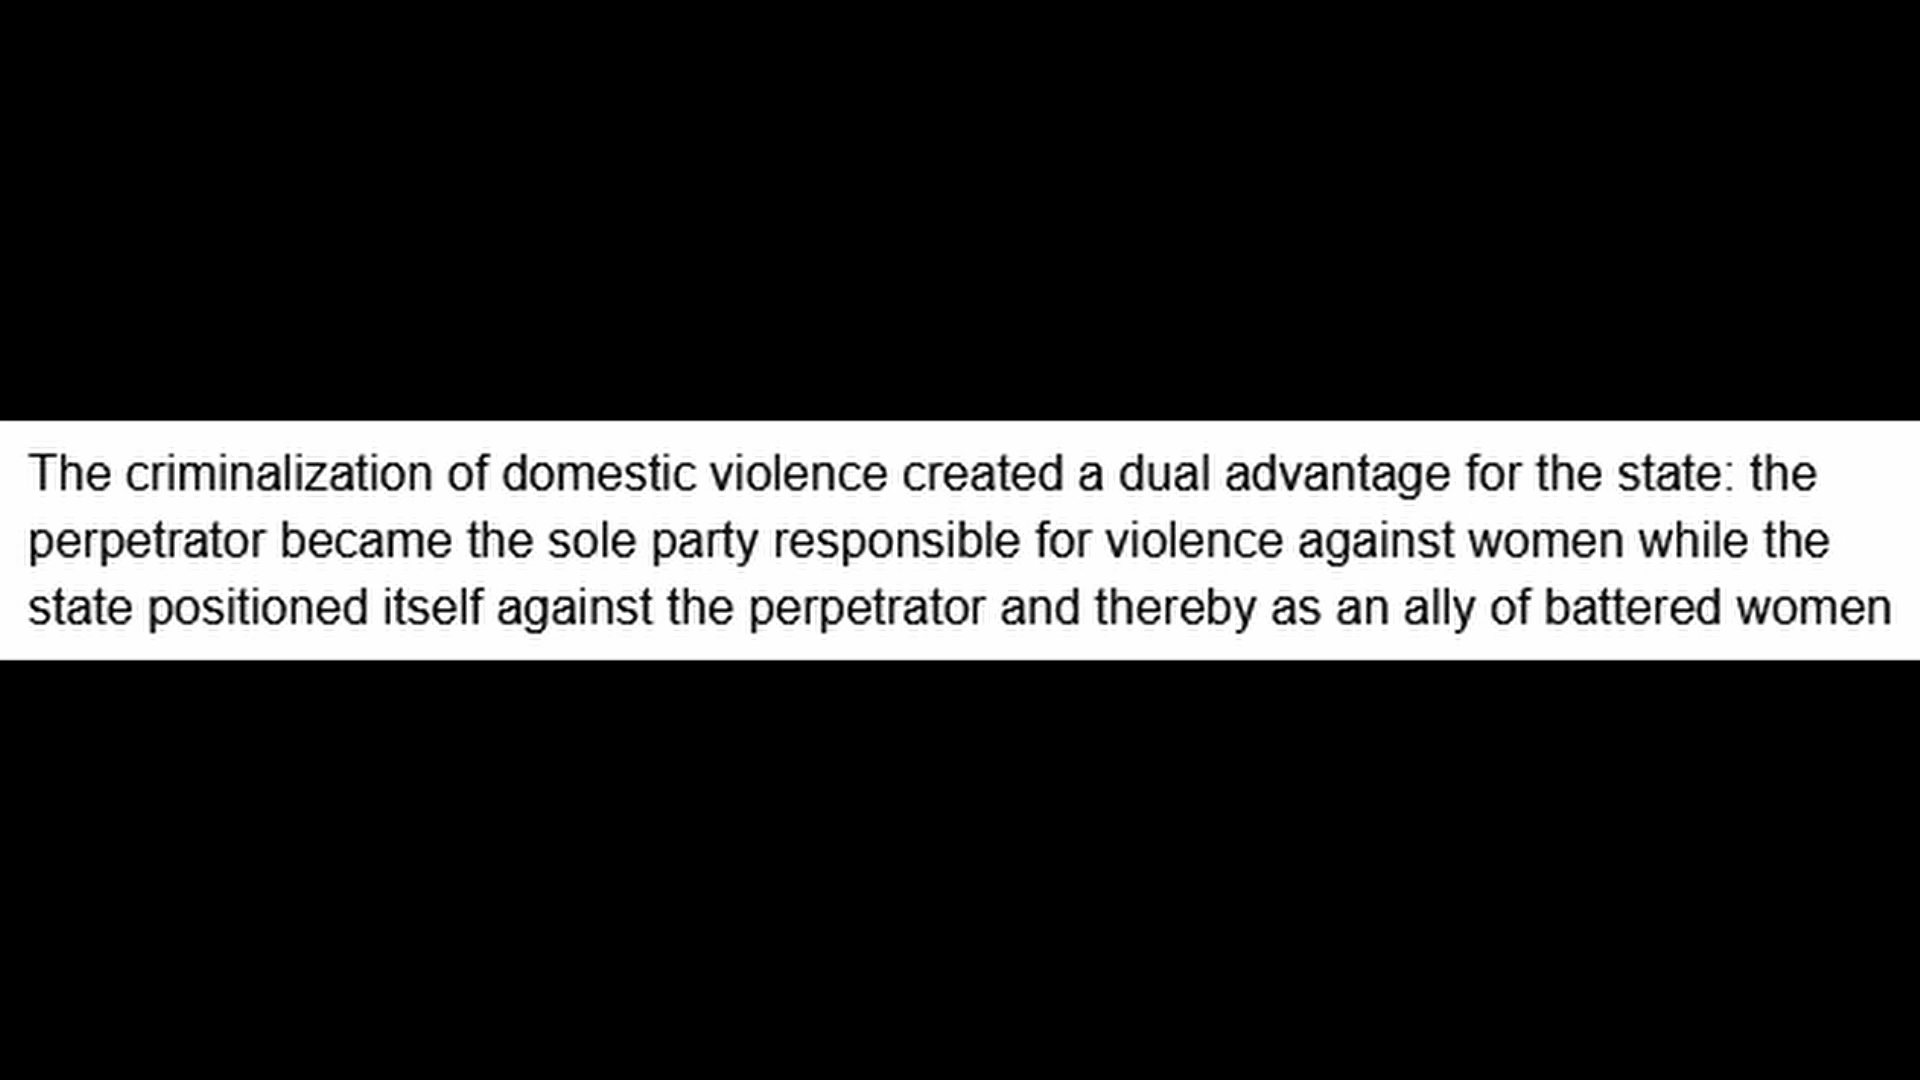 The criminalization of domestic violence created a dual advantage for the state: the
perpetrator became the sole party responsible for violence against women while the
state positioned itself against the perpetrator and thereby as an ally of battered women